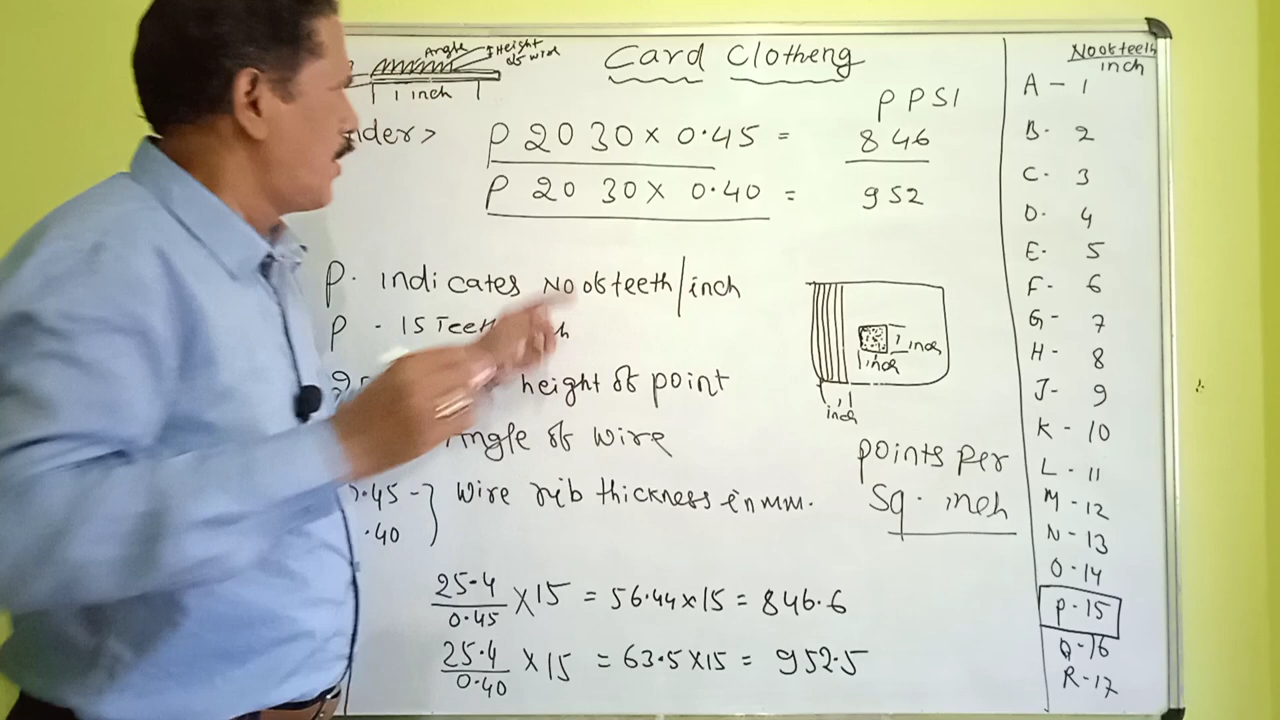 Card Clotheng
Angle
Height
of wire
1 inch
PPSI
P 20 30 x 0.45 = 846
P 20 30 x 0.40 = 952
P. indicates No of teeth/inch
P - 15 Teeth
height of point
Angle of wire
0.45 - } wire rib thickness in mm.
.40
25.4/0.45 X 15 = 56.44 x 15 = 846.6
25.4/0.40 X 15 = 63.5 x 15 = 952.5
1 inch
1 inch
inch
points per
Sq. inch
No of teeth/inch
A - 1
B. 2
C. 3
D. 4
E- 5
F- 6
G- 7
H- 8
J- 9
K - 10
L - 11
M - 12
N - 13
O - 14
P - 15
Q - 16
R - 17